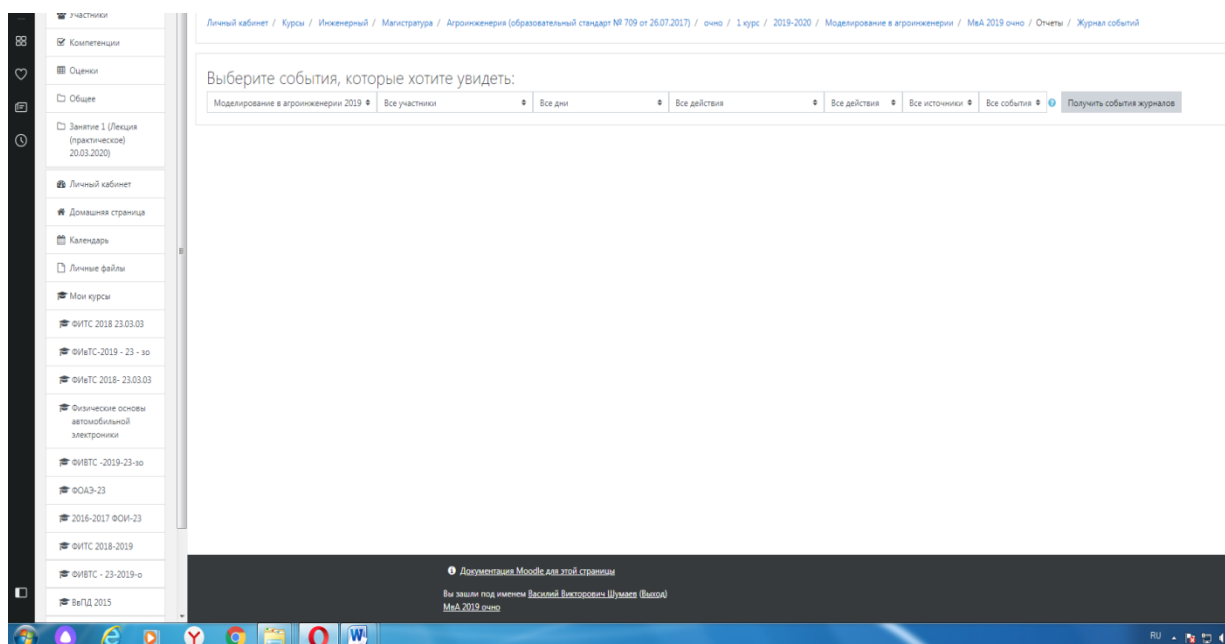 Участники
Личный кабинет / Курсы / Инженерный / Магистратура / Агроинженерия (образовательный стандарт № 709 от 26.07.2017) / очно / 1 курс / 2019-2020 / Моделирование в агроинженерии / МвА 2019 очно / Отчеты / Журнал событий
Компетенции
Оценки
Общее
Занятие 1 (Лекция
(практическое)
20.03.2020)
Личный кабинет
Домашняя страница
Календарь
Личные файлы
Мои курсы
ФИТС 2018 23.03.03
ФИвТС-2019 - 23 - зо
ФИвТС 2018- 23.03.03
Физические основы
автомобильной
электроники
ФИВТС -2019-23-зо
ФОАЭ-23
2016-2017 ФОИ-23
ФИТС 2018-2019
ФИВТС - 23-2019-о
ВвПД 2015
Выберите события, которые хотите увидеть:
Моделирование в агроинженерии 2019 Все участники Все дни Все действия Все действия Все источники Все события Получить события журналов
Документация Moodle для этой страницы
Вы зашли под именем Василий Викторович Шумаев (Выход)
МвА 2019 очно
RU